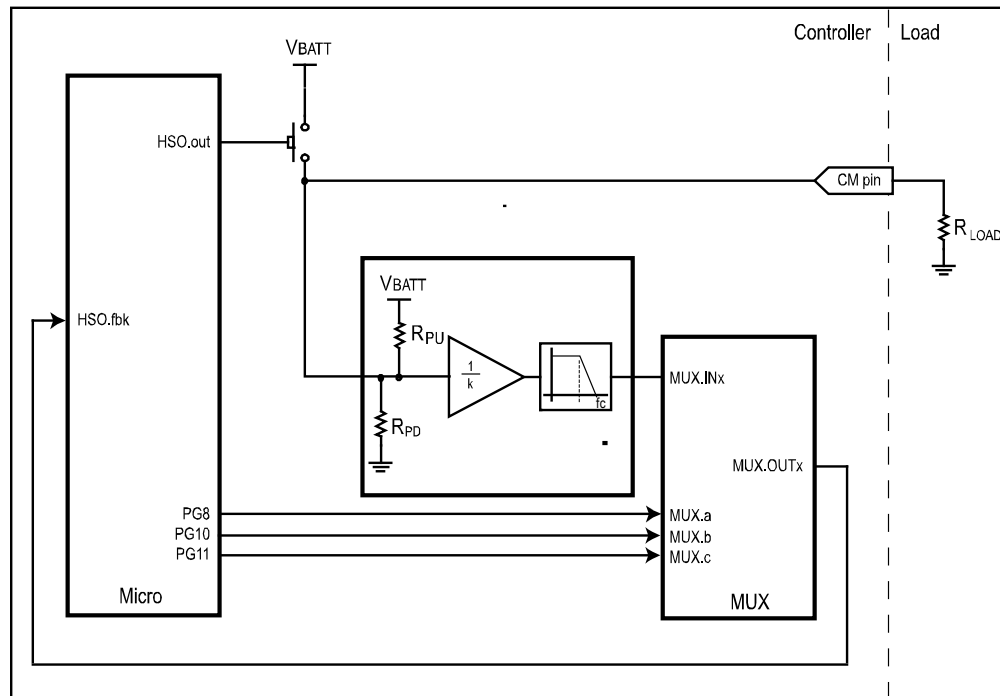 Controller
Load
VBATT
HSO.out
CM pin
RLOAD
VBATT
HSO.fbk
RPU
1
k
fc
MUX.INx
RPD
MUX.OUTx
PG8
MUX.a
PG10
MUX.b
PG11
MUX.c
Micro
MUX